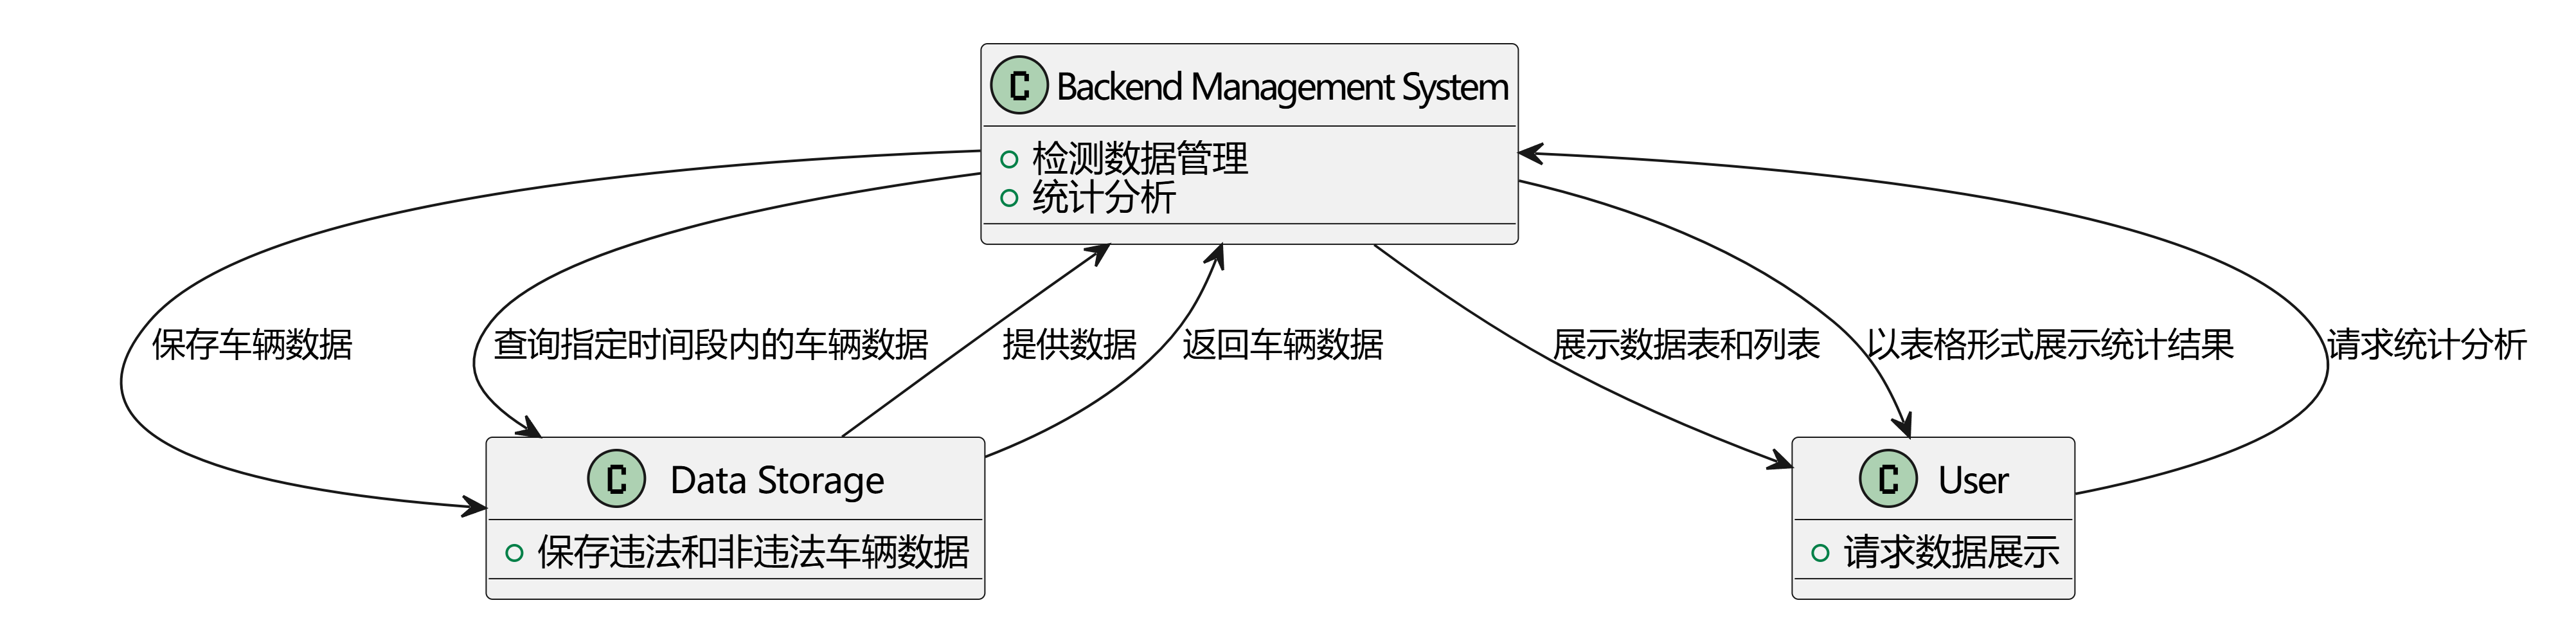 C Backend Management System
检测数据管理
统计分析
保存车辆数据
查询指定时间段内的车辆数据
提供数据
返回车辆数据
展示数据表和列表
以表格形式展示统计结果
请求统计分析
C Data Storage
保存违法和非违法车辆数据
C User
请求数据展示